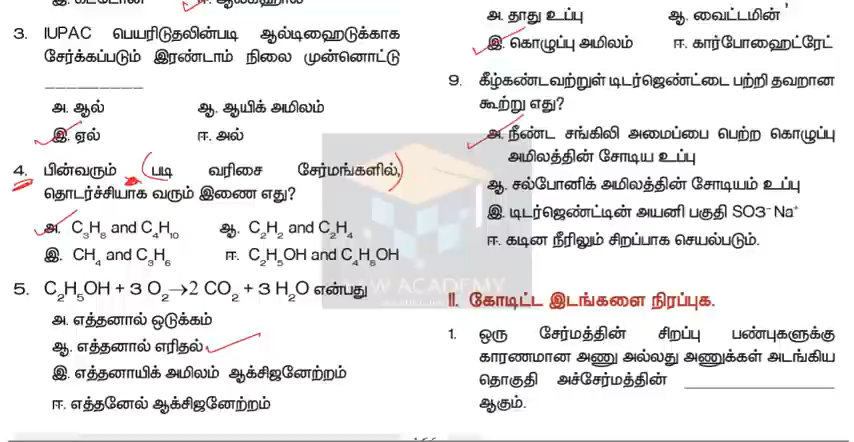 3. IUPAC பெயரிடுதலின்படி ஆல்டிஹைடுக்காக
சேர்க்கப்படும் இரண்டாம் நிலை முன்னொட்டு
__________
அ. ஆல் ஆ. ஆயிக் அமிலம்
இ. ஏல் ஈ. அல்
4. பின்வரும் படி வரிசை சேர்மங்களில்,
தொடர்ச்சியாக வரும் இணை எது?
அ. C₃H₈ and C₄H₁₀ ஆ. C₂H₂ and C₂H₄
இ. CH₄ and C₃H₆ ஈ. C₂H₅OH and C₄H₈OH
5. C₂H₅OH + 3 O₂→2 CO₂ + 3 H₂O என்பது
அ. எத்தனால் ஒடுக்கம்
ஆ. எத்தனால் எரிதல்
இ. எத்தனாயிக் அமிலம் ஆக்சிஜனேற்றம்
ஈ. எத்தனேல் ஆக்சிஜனேற்றம்
அ. தாது உப்பு ஆ. வைட்டமின்
இ. கொழுப்பு அமிலம் ஈ. கார்போஹைட்ரேட்
9. கீழ்கண்டவற்றுள் டிடர்ஜெண்ட்டை பற்றி தவறான
கூற்று எது?
அ. நீண்ட சங்கிலி அமைப்பை பெற்ற கொழுப்பு
அமிலத்தின் சோடிய உப்பு
ஆ. சல்போனிக் அமிலத்தின் சோடியம் உப்பு
இ. டிடர்ஜெண்ட்டின் அயனி பகுதி SO3⁻ Na⁺
ஈ. கடின நீரிலும் சிறப்பாக செயல்படும்.
ACADEMY
II. கோடிட்ட இடங்களை நிரப்புக.
1. ஒரு சேர்மத்தின் சிறப்பு பண்புகளுக்கு
காரணமான அணு அல்லது அணுக்கள் அடங்கிய
தொகுதி அச்சேர்மத்தின் __________
ஆகும்.